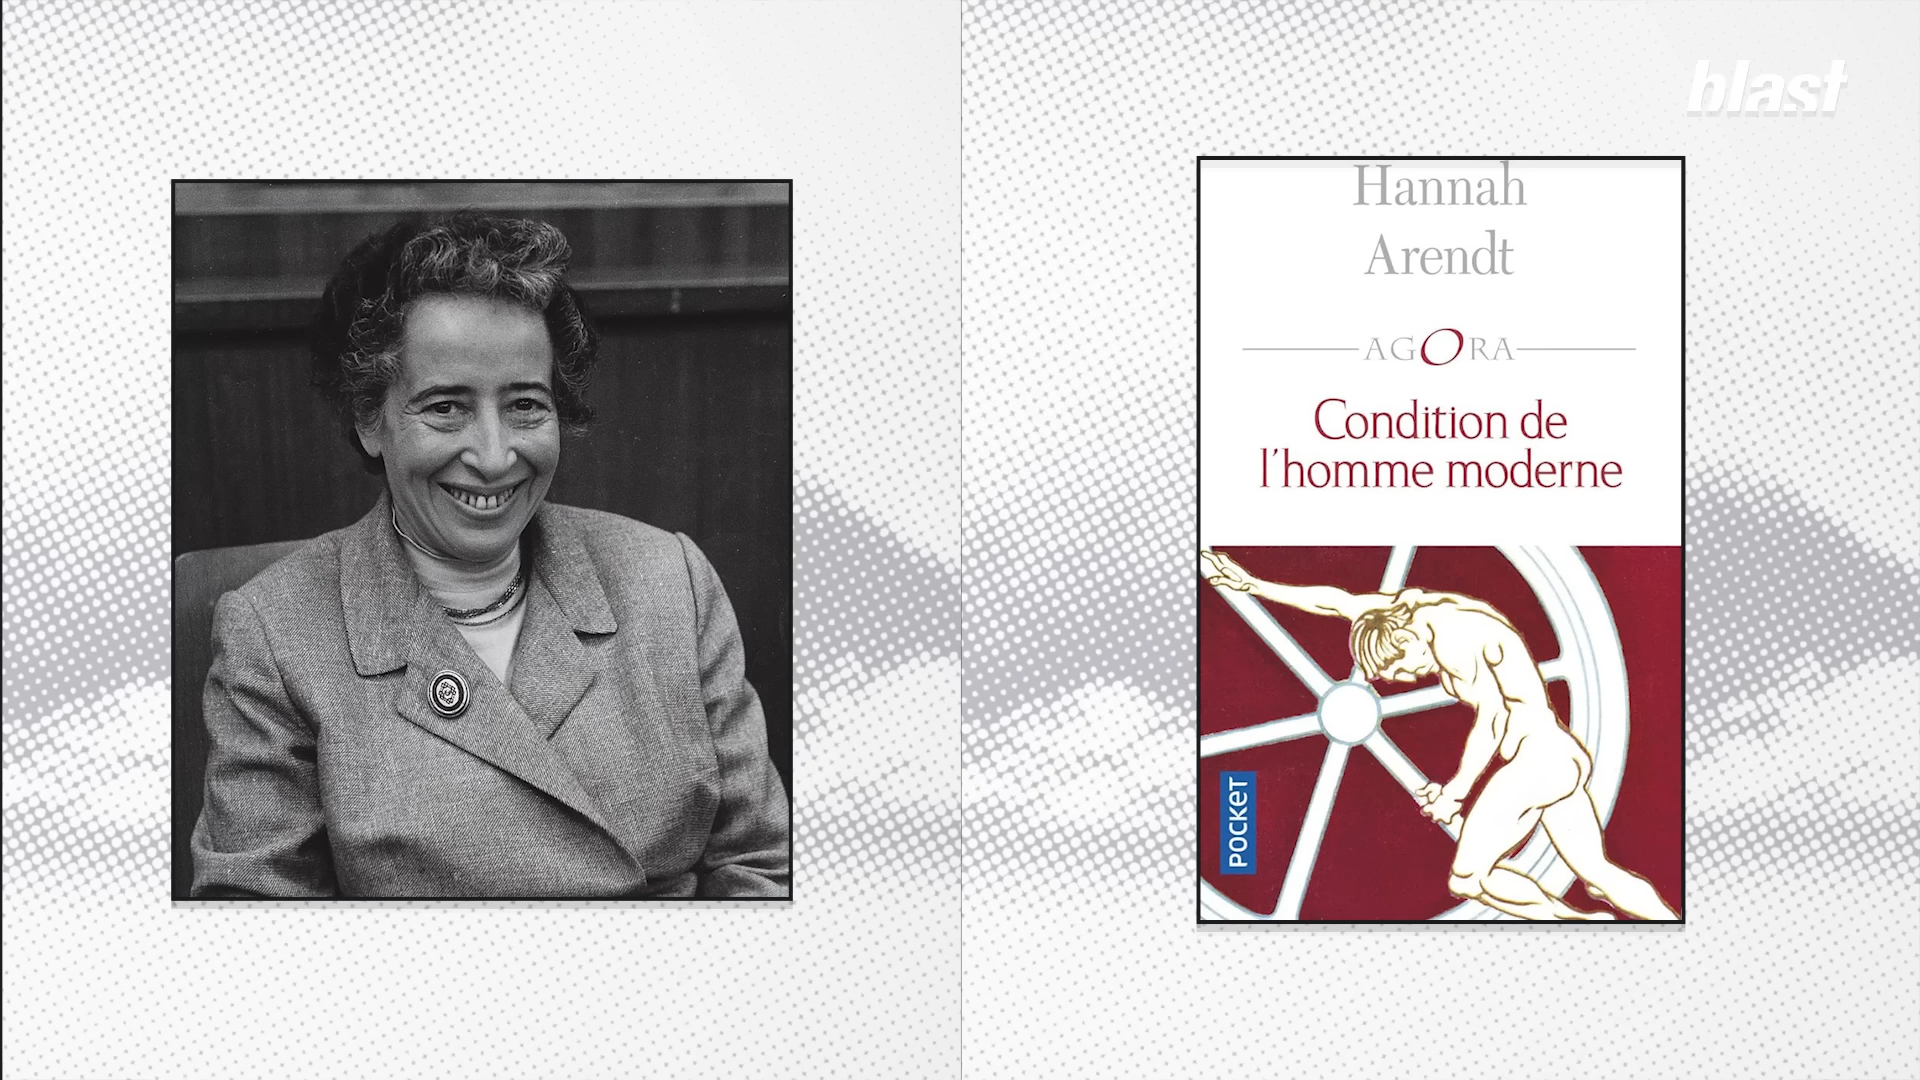 blast
Hannah
Arendt
AGORA
Condition de
l'homme moderne
POCKET